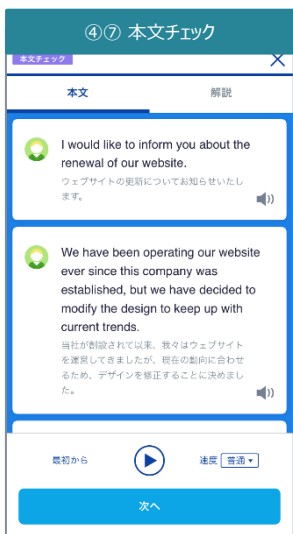 ④⑦ 本文チェック
本文チェック
本文
解説
I would like to inform you about the
renewal of our website.
ウェブサイトの更新についてお知らせいたし
ます。
We have been operating our website
ever since this company was
established, but we have decided to
modify the design to keep up with
current trends.
当社が創設されて以来、我々はウェブサイト
を運営してきましたが、現在の動向に合わせ
るため、デザインを修正することに決めまし
た。
最初から
速度 普通▼
次へ